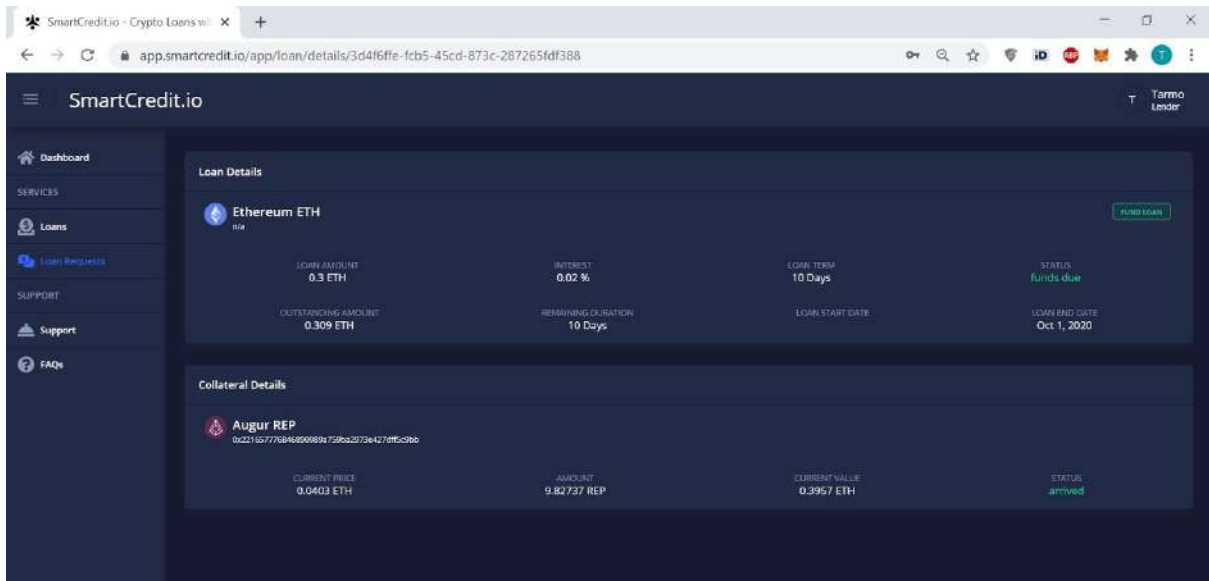 SmartCredit.io - Crypto Loans wi
app.smartcredit.io/app/loan/details/3d4f6ffe-fcb5-45cd-873c-287265fdf388
iD
ABP
T
SmartCredit.io
T
Tarmo
Lender
Dashboard
SERVICES
Loans
Loan Requests
SUPPORT
Support
FAQs
Loan Details
Ethereum ETH
n/a
FUND LOAN
LOAN AMOUNT
0.3 ETH
INTEREST
0.02 %
LOAN TERM
10 Days
STATUS
funds due
OUTSTANDING AMOUNT
0.309 ETH
REMAINING DURATION
10 Days
LOAN START DATE
LOAN END DATE
Oct 1, 2020
Collateral Details
Augur REP
CURRENT PRICE
0.0403 ETH
AMOUNT
9.82737 REP
CURRENT VALUE
0.3957 ETH
STATUS
arrived